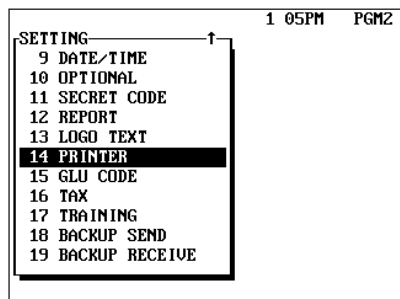 1 05PM PGM2
SETTING ↑
9 DATE/TIME
10 OPTIONAL
11 SECRET CODE
12 REPORT
13 LOGO TEXT
14 PRINTER
15 GLU CODE
16 TAX
17 TRAINING
18 BACKUP SEND
19 BACKUP RECEIVE